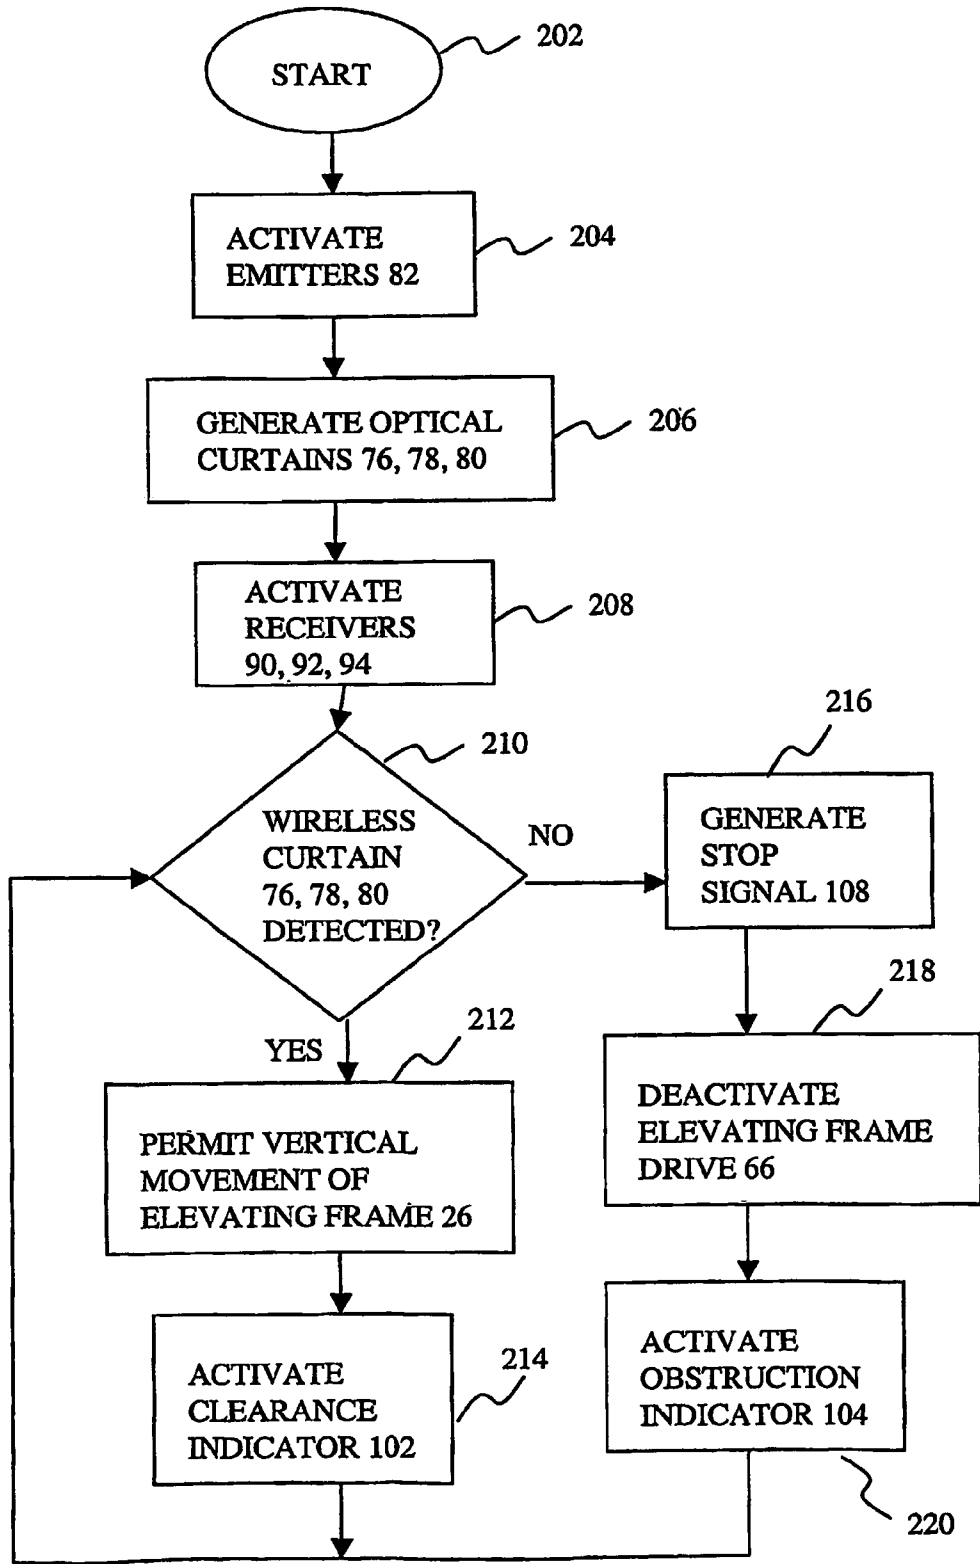 START
202
ACTIVATE
EMITTERS 82
204
GENERATE OPTICAL
CURTAINS 76, 78, 80
206
ACTIVATE
RECEIVERS
90, 92, 94
208
WIRELESS
CURTAIN
76, 78, 80
DETECTED?
210
NO
GENERATE
STOP
SIGNAL 108
216
YES
PERMIT VERTICAL
MOVEMENT OF
ELEVATING FRAME 26
212
DEACTIVATE
ELEVATING FRAME
DRIVE 66
218
ACTIVATE
CLEARANCE
INDICATOR 102
214
ACTIVATE
OBSTRUCTION
INDICATOR 104
220